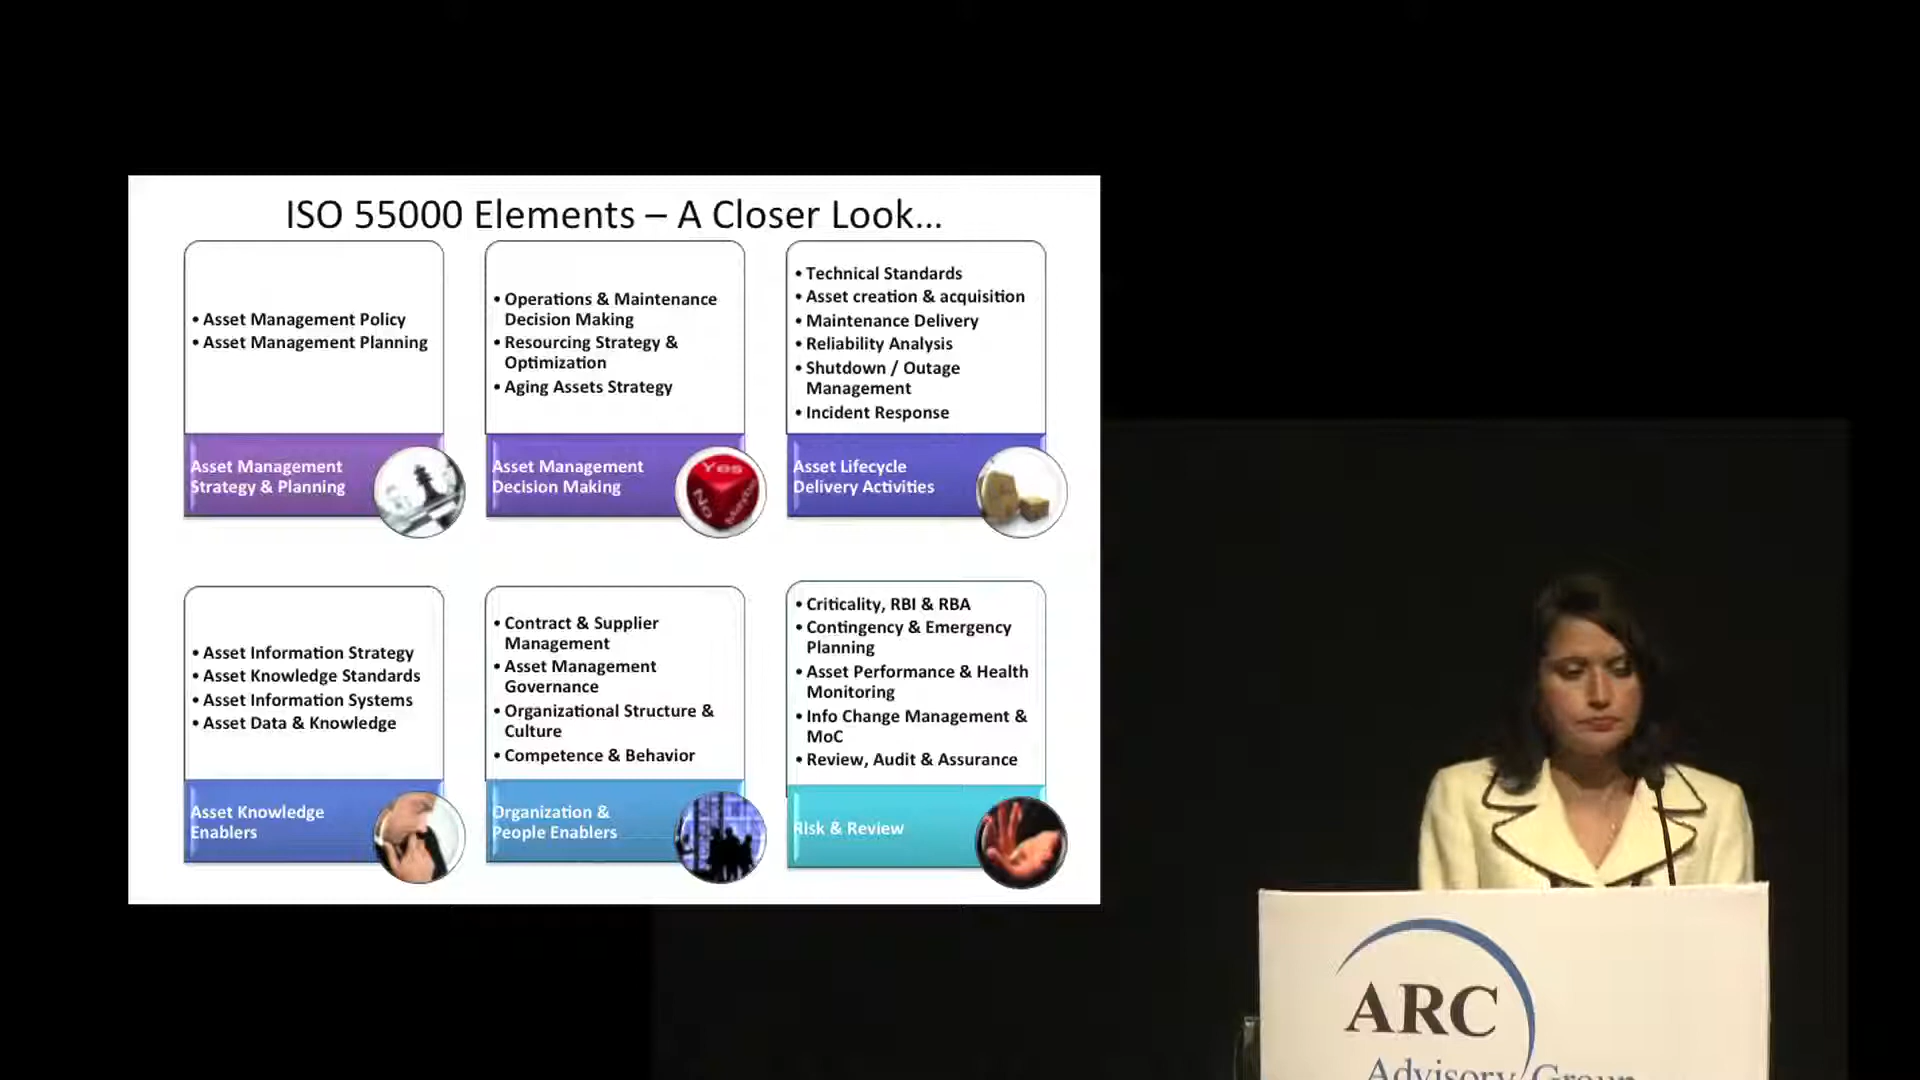 ISO 55000 Elements – A Closer Look...
• Asset Management Policy
• Asset Management Planning
Asset Management
Strategy & Planning
• Operations & Maintenance
Decision Making
• Resourcing Strategy &
Optimization
• Aging Assets Strategy
Asset Management
Decision Making
Yes
No
Maybe
• Technical Standards
• Asset creation & acquisition
• Maintenance Delivery
• Reliability Analysis
• Shutdown / Outage
Management
• Incident Response
Asset Lifecycle
Delivery Activities
• Asset Information Strategy
• Asset Knowledge Standards
• Asset Information Systems
• Asset Data & Knowledge
Asset Knowledge
Enablers
• Contract & Supplier
Management
• Asset Management
Governance
• Organizational Structure &
Culture
• Competence & Behavior
Organization &
People Enablers
• Criticality, RBI & RBA
• Contingency & Emergency
Planning
• Asset Performance & Health
Monitoring
• Info Change Management &
MoC
• Review, Audit & Assurance
Risk & Review
ARC
Advisory Group